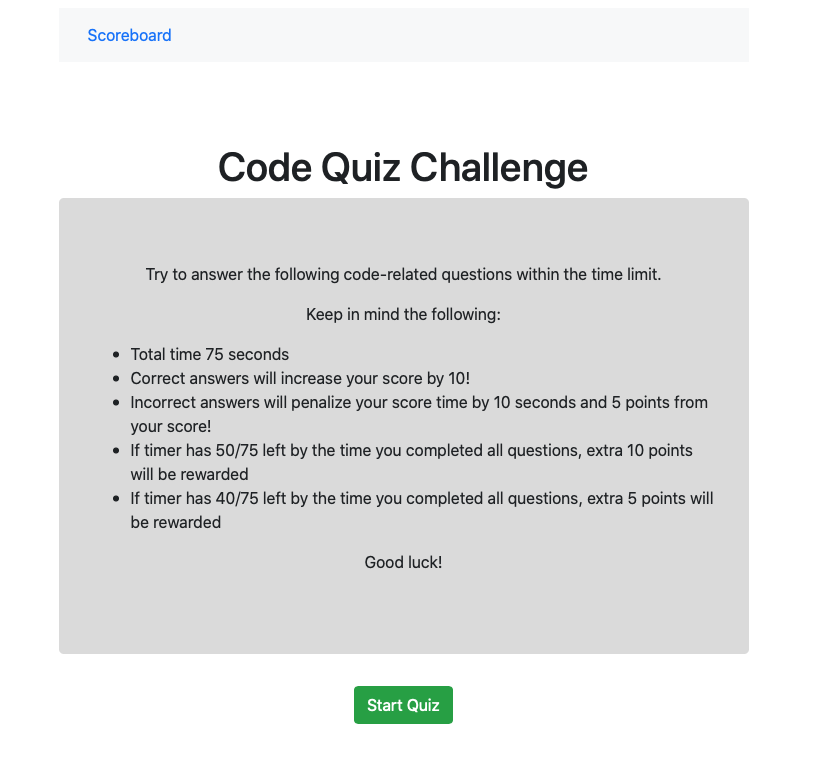 Scoreboard
Code Quiz Challenge
Try to answer the following code-related questions within the time limit.
Keep in mind the following:
• Total time 75 seconds
• Correct answers will increase your score by 10!
• Incorrect answers will penalize your score time by 10 seconds and 5 points from
your score!
• If timer has 50/75 left by the time you completed all questions, extra 10 points
will be rewarded
• If timer has 40/75 left by the time you completed all questions, extra 5 points will
be rewarded
Good luck!
Start Quiz